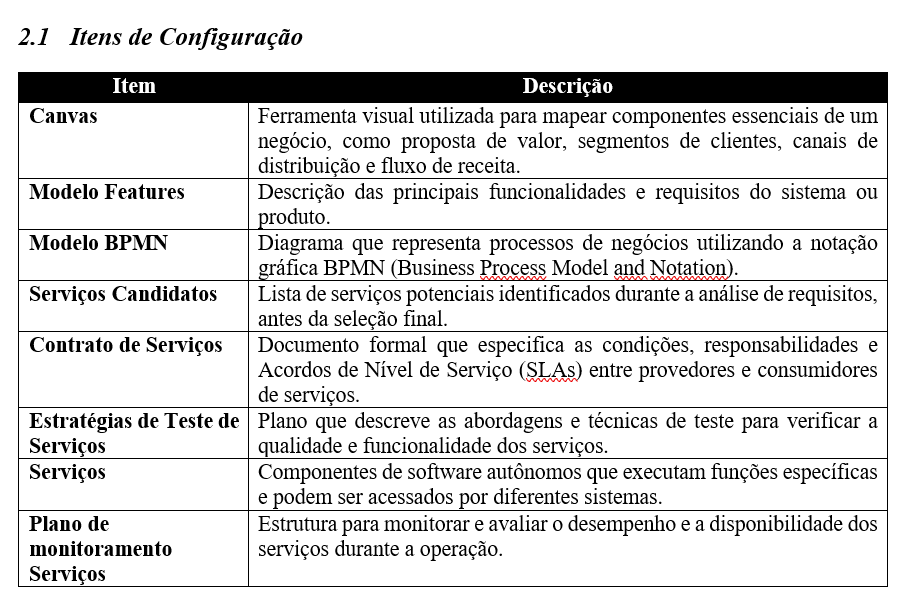 2.1 Itens de Configuração
Item Descrição
Canvas Ferramenta visual utilizada para mapear componentes essenciais de um
negócio, como proposta de valor, segmentos de clientes, canais de
distribuição e fluxo de receita.
Modelo Features Descrição das principais funcionalidades e requisitos do sistema ou
produto.
Modelo BPMN Diagrama que representa processos de negócios utilizando a notação
gráfica BPMN (Business Process Model and Notation).
Serviços Candidatos Lista de serviços potenciais identificados durante a análise de requisitos,
antes da seleção final.
Contrato de Serviços Documento formal que especifica as condições, responsabilidades e
Acordos de Nível de Serviço (SLAs) entre provedores e consumidores
de serviços.
Estratégias de Teste de Plano que descreve as abordagens e técnicas de teste para verificar a
Serviços qualidade e funcionalidade dos serviços.
Serviços Componentes de software autônomos que executam funções específicas
e podem ser acessados por diferentes sistemas.
Plano de Estrutura para monitorar e avaliar o desempenho e a disponibilidade dos
monitoramento serviços durante a operação.
Serviços